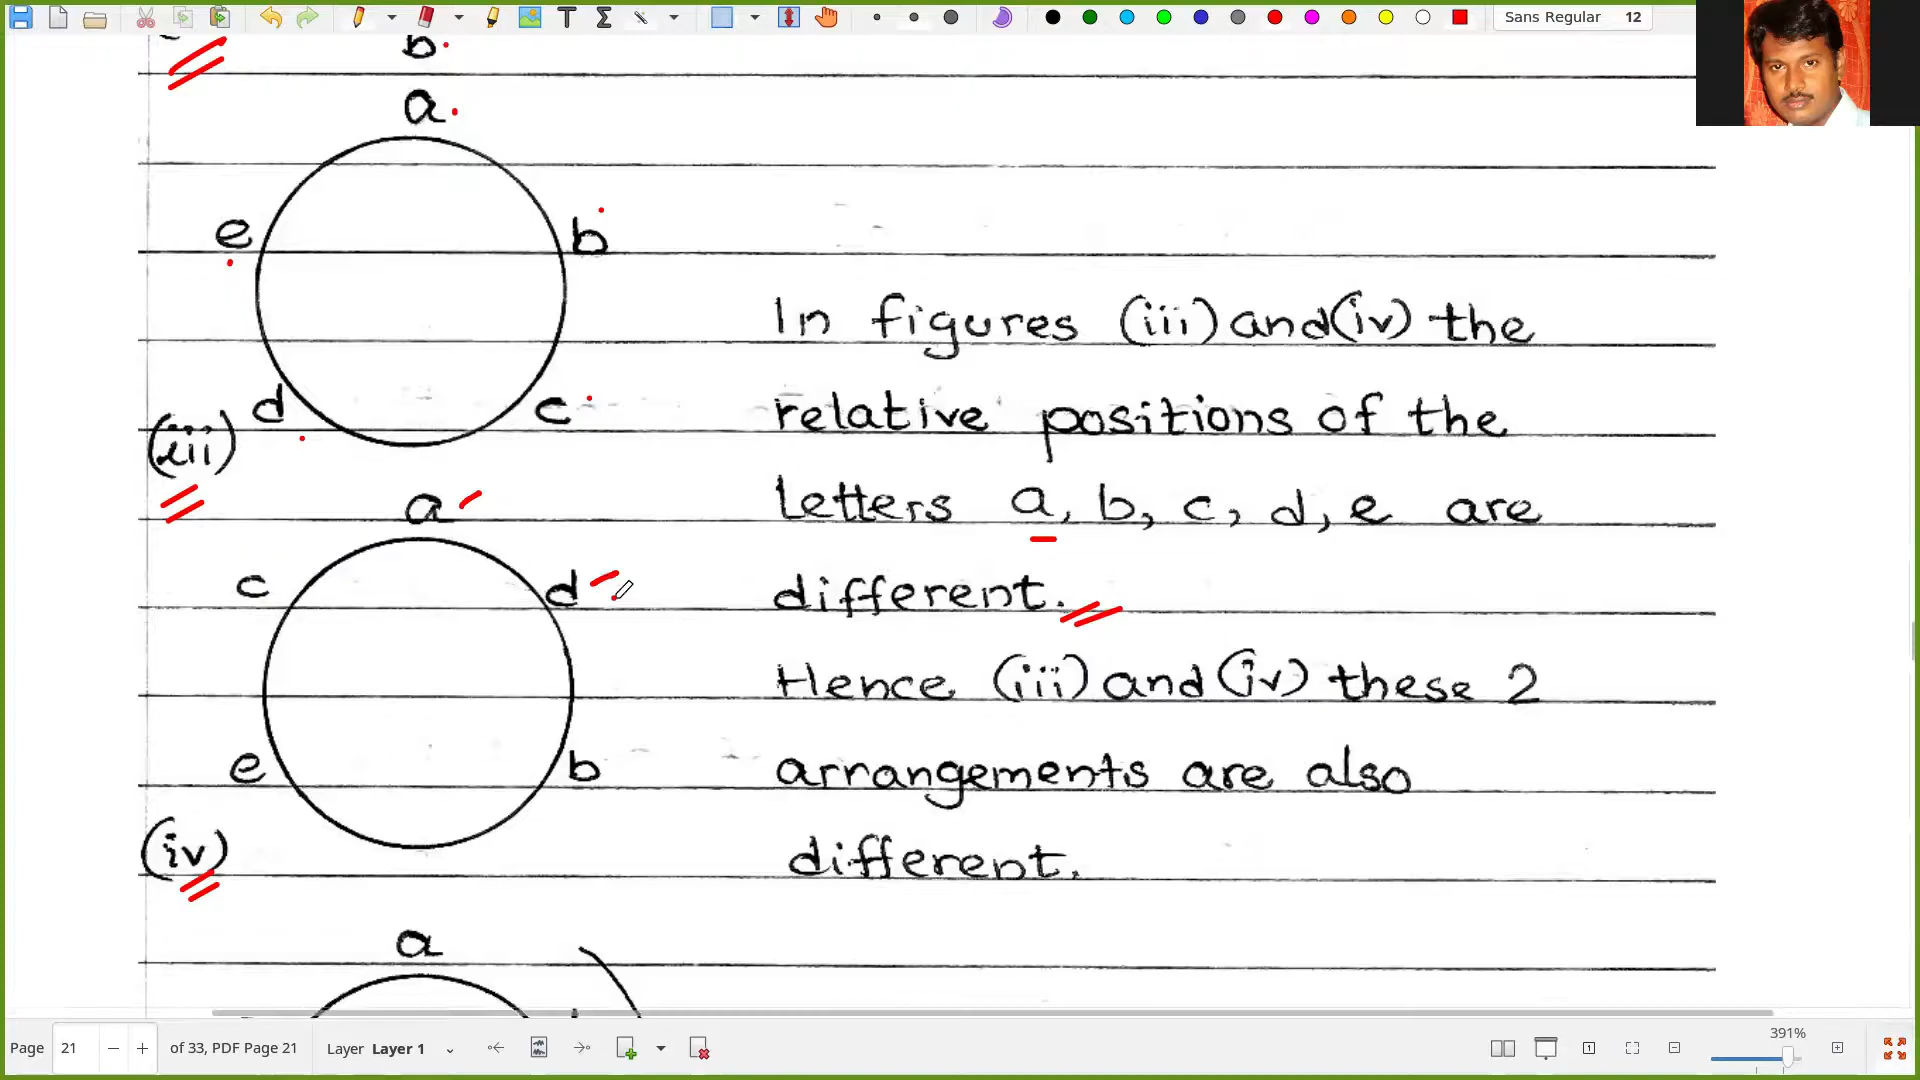 Sans Regular 12
b
a
e b
In figures (iii) and (iv) the
d c
relative positions of the
(iii)
a
Letters a, b, c, d, e are
c d
different.
Hence (iii) and (iv) these 2
e b
arrangements are also
(iv)
different.
a
Page 21 of 33, PDF Page 21 Layer Layer 1
391%